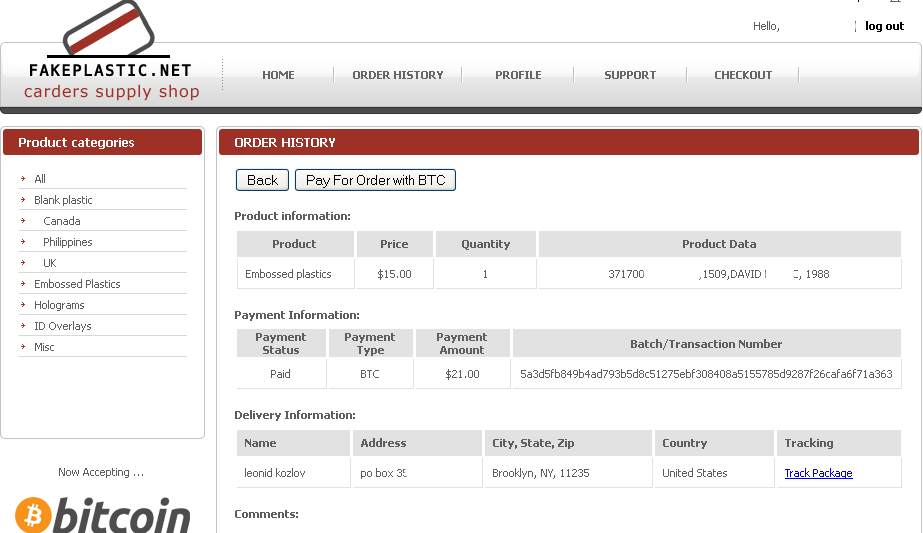 Hello, | log out
FAKEPLASTIC.NET
carders supply shop
HOME ORDER HISTORY PROFILE SUPPORT CHECKOUT
Product categories
All
Blank plastic
Canada
Philippines
UK
Embossed Plastics
Holograms
ID Overlays
Misc
Now Accepting ...
bitcoin
ORDER HISTORY
Back Pay For Order with BTC
Product information:
Product Price Quantity Product Data
Embossed plastics $15.00 1 371700 ,1509,DAVID , 1988
Payment Information:
Payment Status Payment Type Payment Amount Batch/Transaction Number
Paid BTC $21.00 5a3d5fb849b4ad793b5d8c51275ebf308408a5155785d9287f26cafa6f71a363
Delivery Information:
Name Address City, State, Zip Country Tracking
leonid kozlov po box 35 Brooklyn, NY, 11235 United States Track Package
Comments: